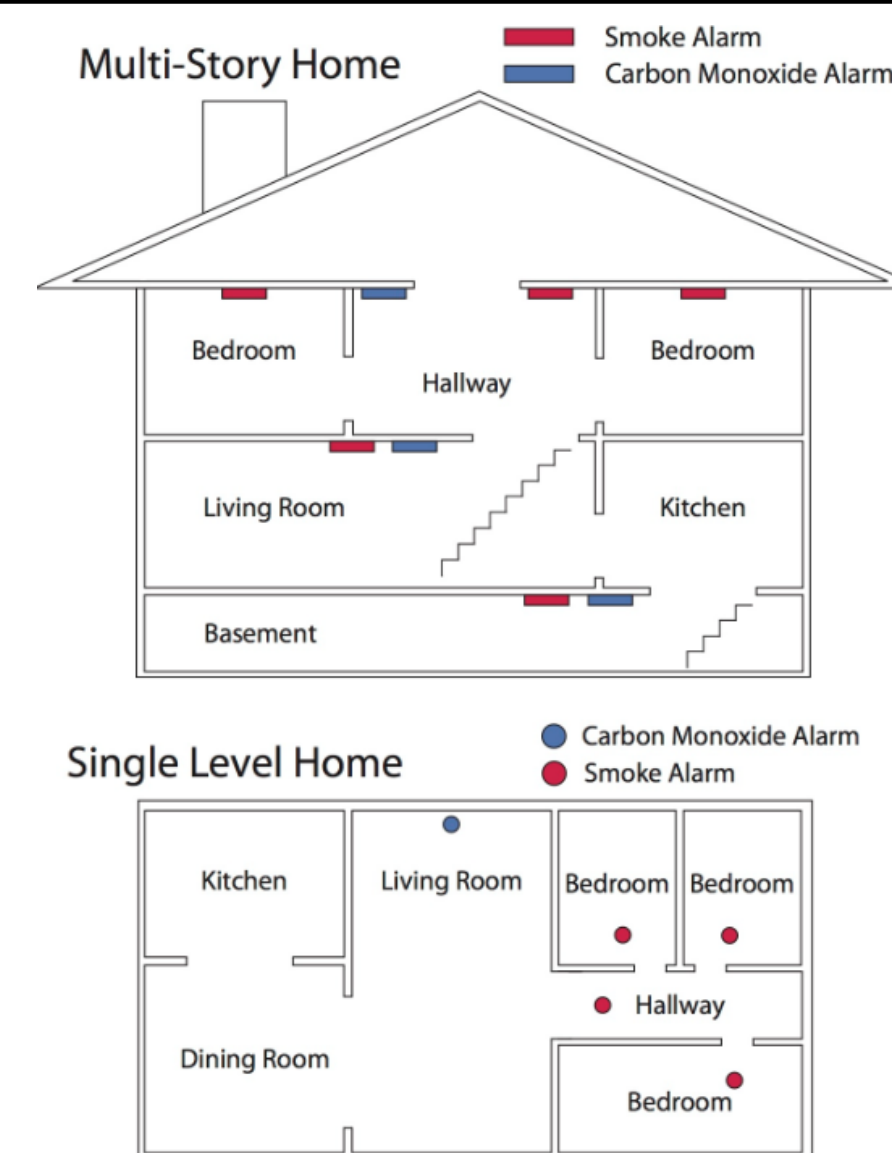 Multi-Story Home
Smoke Alarm
Carbon Monoxide Alarm
Bedroom
Hallway
Bedroom
Living Room
Kitchen
Basement
Single Level Home
Carbon Monoxide Alarm
Smoke Alarm
Kitchen
Living Room
Bedroom
Bedroom
Hallway
Dining Room
Bedroom